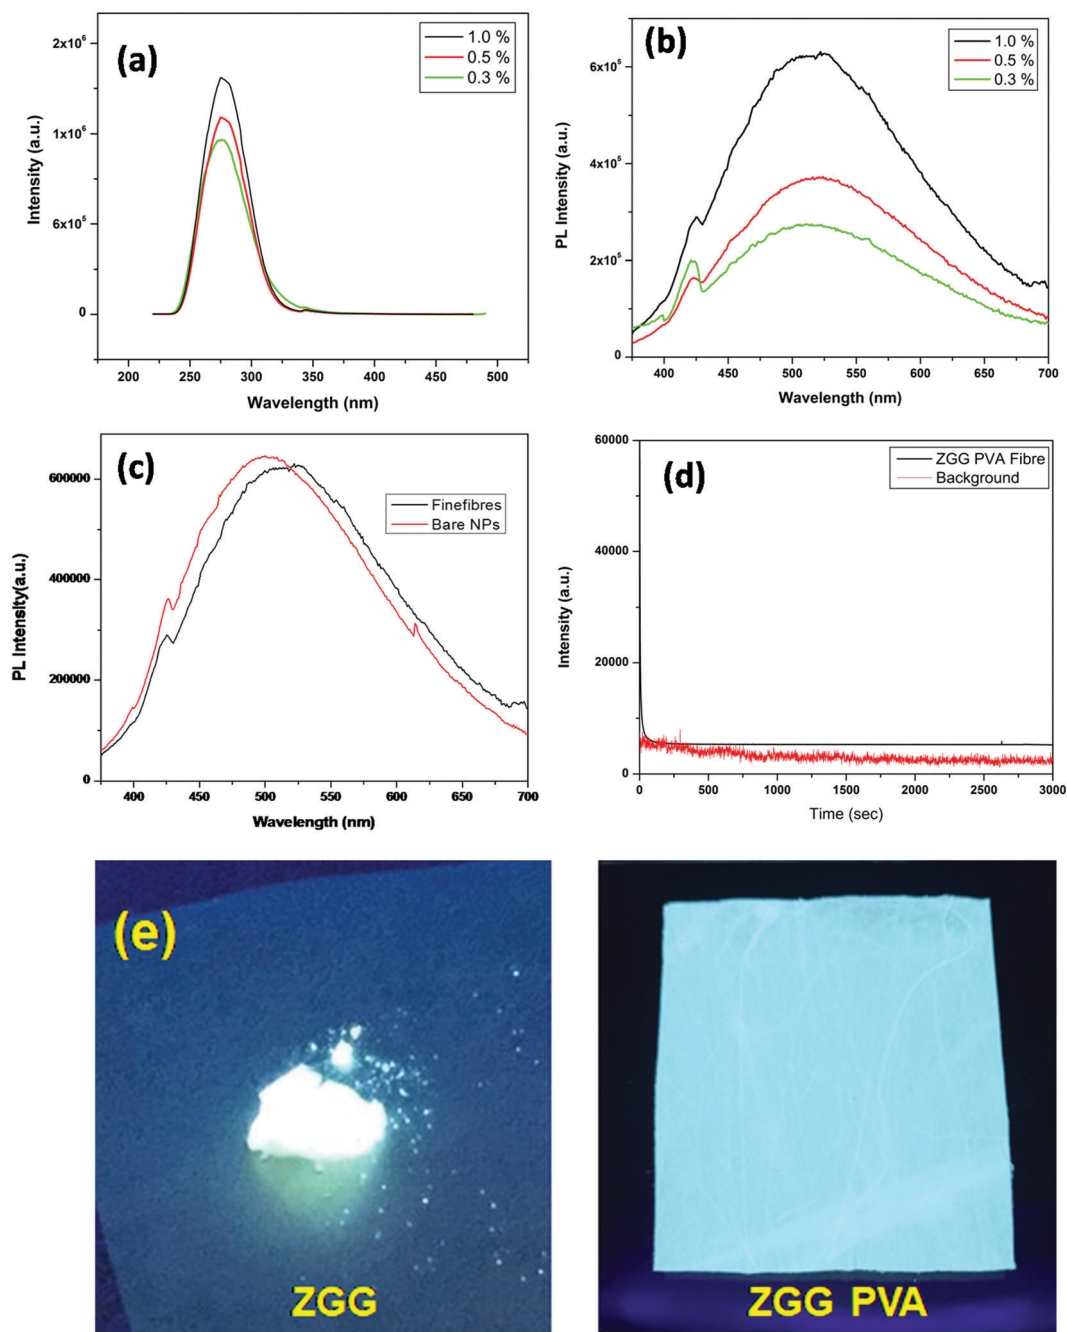 (a)
1.0 %
0.5 %
0.3 %
2x10⁶
1x10⁶
6x10⁵
0
Intensity (a.u.)
200 250 300 350 400 450 500
Wavelength (nm)
(b)
1.0 %
0.5 %
0.3 %
6x10⁵
4x10⁵
2x10⁵
0
PL Intensity (a.u.)
400 450 500 550 600 650 700
Wavelength (nm)
(c)
Finefibres
Bare NPs
600000
400000
200000
0
PL Intensity(a.u.)
400 450 500 550 600 650 700
Wavelength (nm)
(d)
ZGG PVA Fibre
Background
60000
40000
20000
0
Intensity (a.u.)
0 500 1000 1500 2000 2500 3000
Time (sec)
(e)
ZGG
ZGG PVA